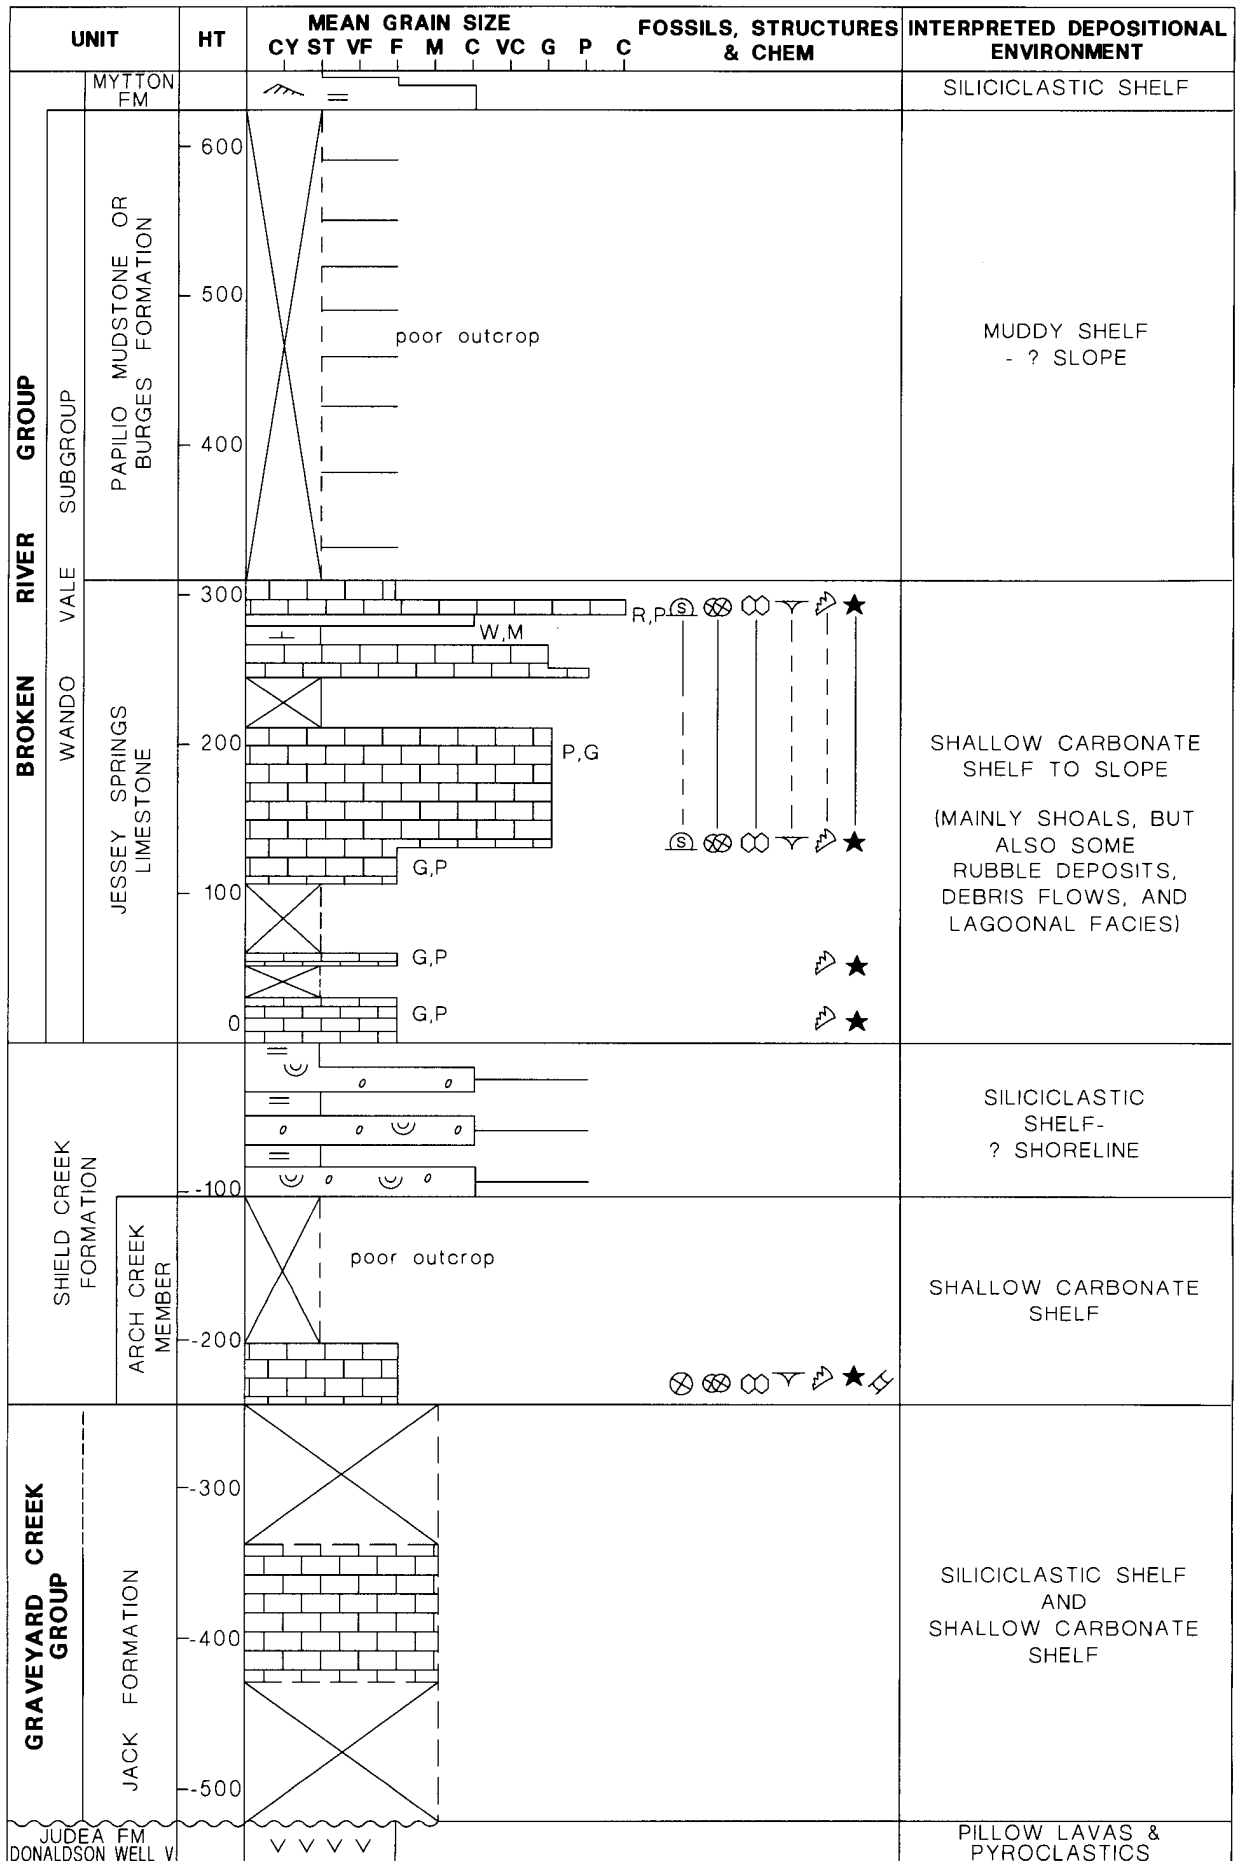 UNIT
HT
MEAN GRAIN SIZE
CY ST VF F M C VC G P C
FOSSILS, STRUCTURES
& CHEM
INTERPRETED DEPOSITIONAL
ENVIRONMENT
MYTTON
FM
SILICICLASTIC SHELF
BROKEN RIVER GROUP
WANDO VALE SUBGROUP
PAPILIO MUDSTONE OR
BURGES FORMATION
600
500
400
poor outcrop
MUDDY SHELF
- ? SLOPE
JESSEY SPRINGS
LIMESTONE
300
200
100
0
R,P
S
W,M
P,G
S
G,P
G,P
G,P
SHALLOW CARBONATE
SHELF TO SLOPE
(MAINLY SHOALS, BUT
ALSO SOME
RUBBLE DEPOSITS,
DEBRIS FLOWS, AND
LAGOONAL FACIES)
SHIELD CREEK
FORMATION
-100
SILICICLASTIC
SHELF-
? SHORELINE
ARCH CREEK
MEMBER
-200
poor outcrop
SHALLOW CARBONATE
SHELF
GRAVEYARD CREEK
GROUP
JACK FORMATION
-300
-400
-500
SILICICLASTIC SHELF
AND
SHALLOW CARBONATE
SHELF
JUDEA FM
DONALDSON WELL V
V V V V
PILLOW LAVAS &
PYROCLASTICS